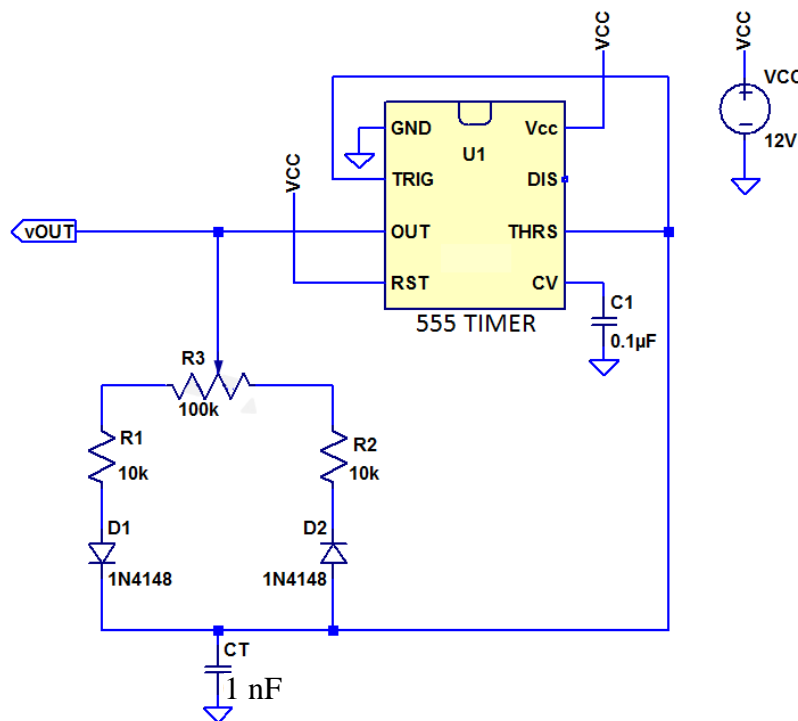 VCC
VCC
VCC
12V
GND
Vcc
U1
TRIG
DIS
VCC
vOUT
OUT
THRS
RST
CV
C1
0.1µF
555 TIMER
R3
100k
R1
10k
R2
10k
D1
1N4148
D2
1N4148
CT
1 nF